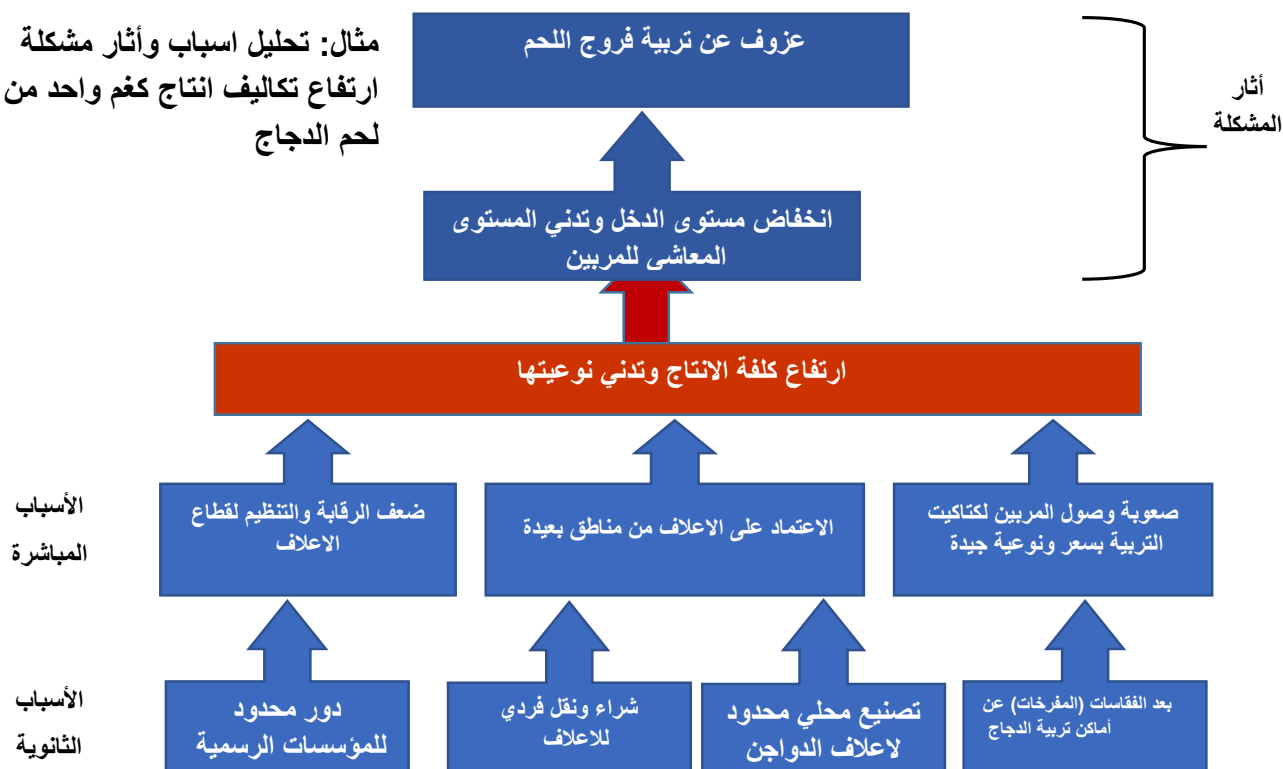 مثال: تحليل اسباب وأثار مشكلة
ارتفاع تكاليف انتاج كغم واحد من
لحم الدجاج
عزوف عن تربية فروج اللحم
أثار
المشكلة
انخفاض مستوى الدخل وتدني المستوى
المعاشي للمربين
ارتفاع كلفة الانتاج وتدني نوعيتها
صعوبة وصول المربين لكتاكيت
التربية بسعر ونوعية جيدة
الاعتماد على الاعلاف من مناطق بعيدة
ضعف الرقابة والتنظيم لقطاع
الاعلاف
الأسباب
المباشرة
بعد الفقاسات (المفرخات) عن
أماكن تربية الدجاج
تصنيع محلي محدود
لاعلاف الدواجن
شراء ونقل فردي
للاعلاف
دور محدود
للمؤسسات الرسمية
الأسباب
الثانوية